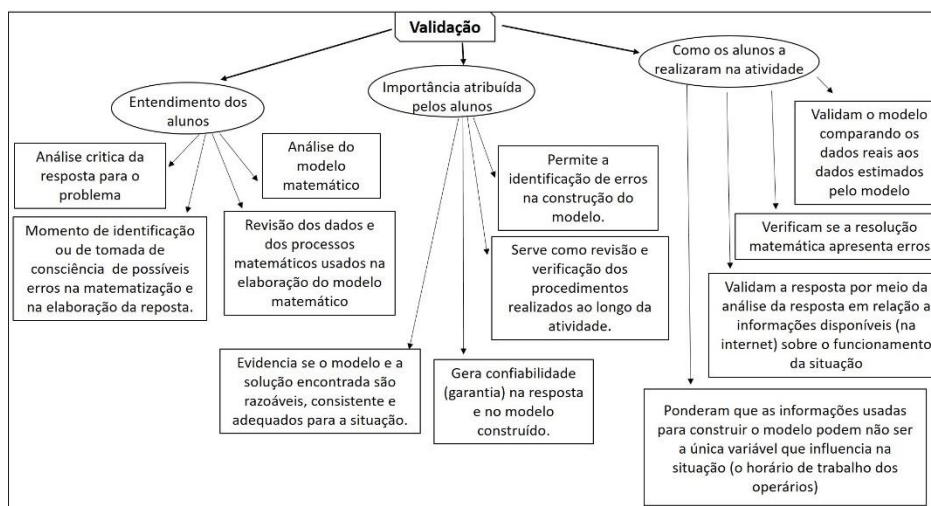 Validação
Entendimento dos
alunos
Análise critica da
resposta para o
problema
Momento de identificação
ou de tomada de
consciência de possíveis
erros na matematização e
na elaboração da reposta.
Análise do
modelo
matemático
Revisão dos dados e
dos processos
matemáticos usados na
elaboração do modelo
matemático
Importância atribuída
pelos alunos
Permite a
identificação de erros
na construção do
modelo.
Serve como revisão e
verificação dos
procedimentos
realizados ao longo da
atividade.
Evidencia se o modelo e a
solução encontrada são
razoáveis, consistente e
adequados para a situação.
Gera confiabilidade
(garantia) na resposta
e no modelo
construído.
Como os alunos a
realizaram na atividade
Validam o modelo
comparando os
dados reais aos
dados estimados
pelo modelo
Verificam se a resolução
matemática apresenta erros
Validam a resposta por meio da
análise da resposta em relação a
informações disponíveis (na
internet) sobre o funcionamento
da situação
Ponderam que as informações usadas
para construir o modelo podem não ser
a única variável que influencia na
situação (o horário de trabalho dos
operários)